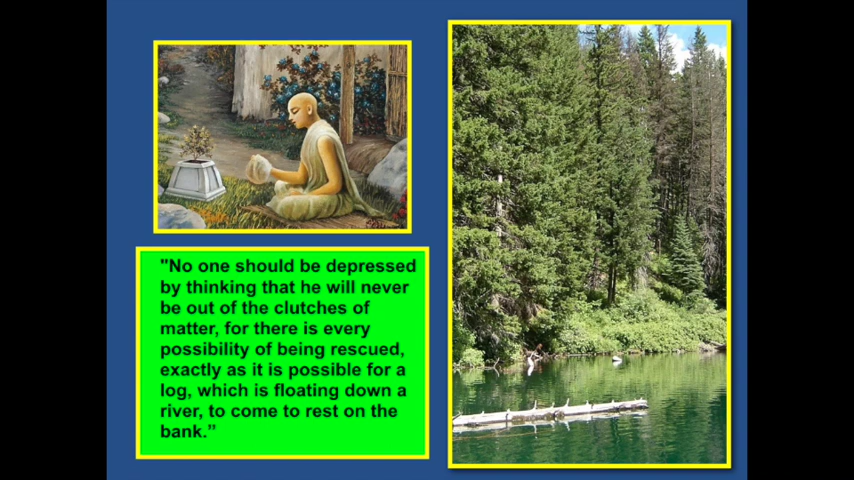 "No one should be depressed
by thinking that he will never
be out of the clutches of
matter, for there is every
possibility of being rescued,
exactly as it is possible for a
log, which is floating down a
river, to come to rest on the
bank.”